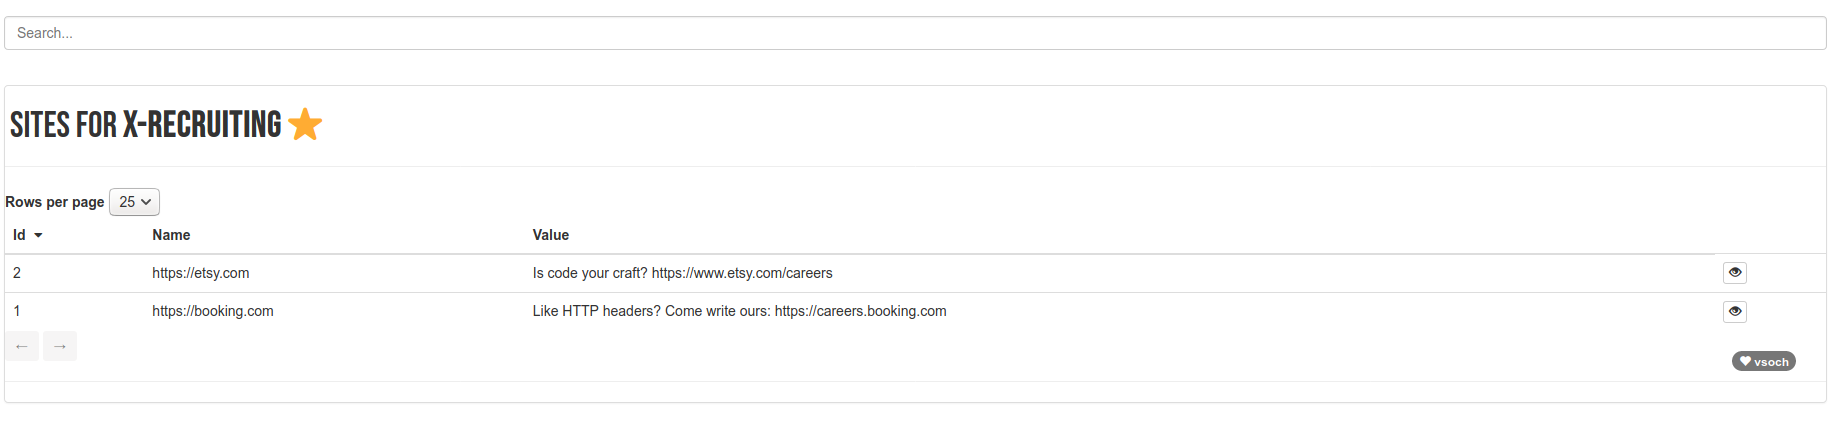 Search...
SITES FOR X-RECRUITING
Rows per page 25
Id Name Value
2 https://etsy.com Is code your craft? https://www.etsy.com/careers
1 https://booking.com Like HTTP headers? Come write ours: https://careers.booking.com
← →
vsoch